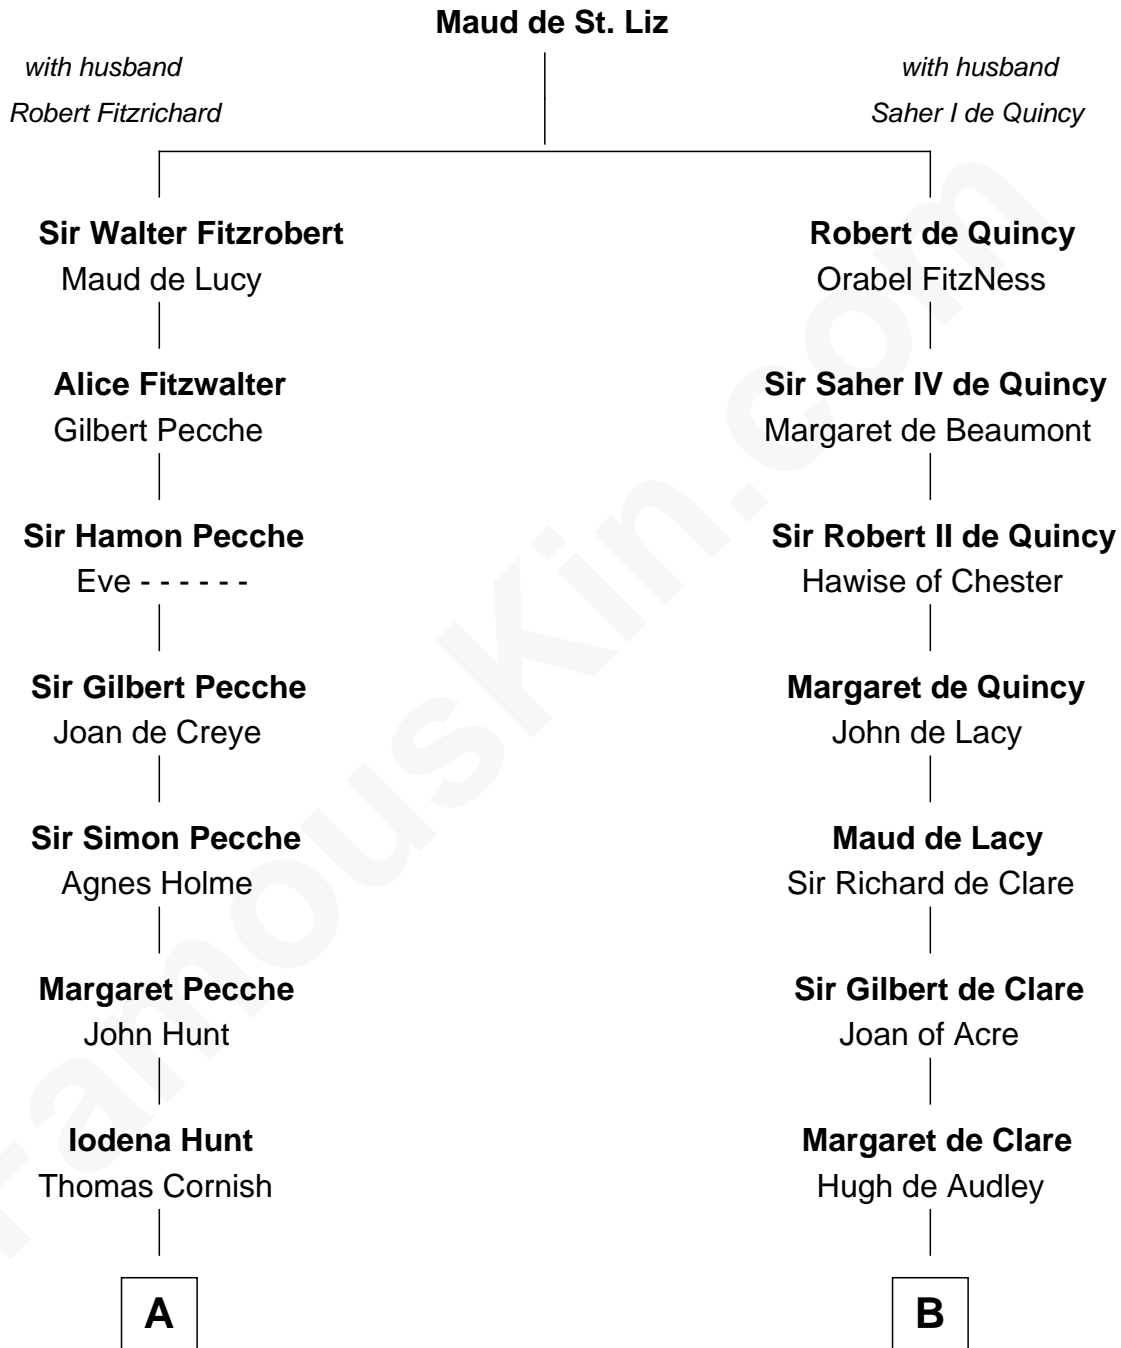 Maud de St. Liz
with husband
Robert Fitzrichard
with husband
Saher I de Quincy
Sir Walter Fitzrobert
Maud de Lucy
Robert de Quincy
Orabel FitzNess
Alice Fitzwalter
Gilbert Pecche
Sir Saher IV de Quincy
Margaret de Beaumont
Sir Hamon Pecche
Eve - - - - - -
Sir Robert II de Quincy
Hawise of Chester
Sir Gilbert Pecche
Joan de Creye
Margaret de Quincy
John de Lacy
Sir Simon Pecche
Agnes Holme
Maud de Lacy
Sir Richard de Clare
Margaret Pecche
John Hunt
Sir Gilbert de Clare
Joan of Acre
Iodena Hunt
Thomas Cornish
Margaret de Clare
Hugh de Audley
A
B
FamousKin.com